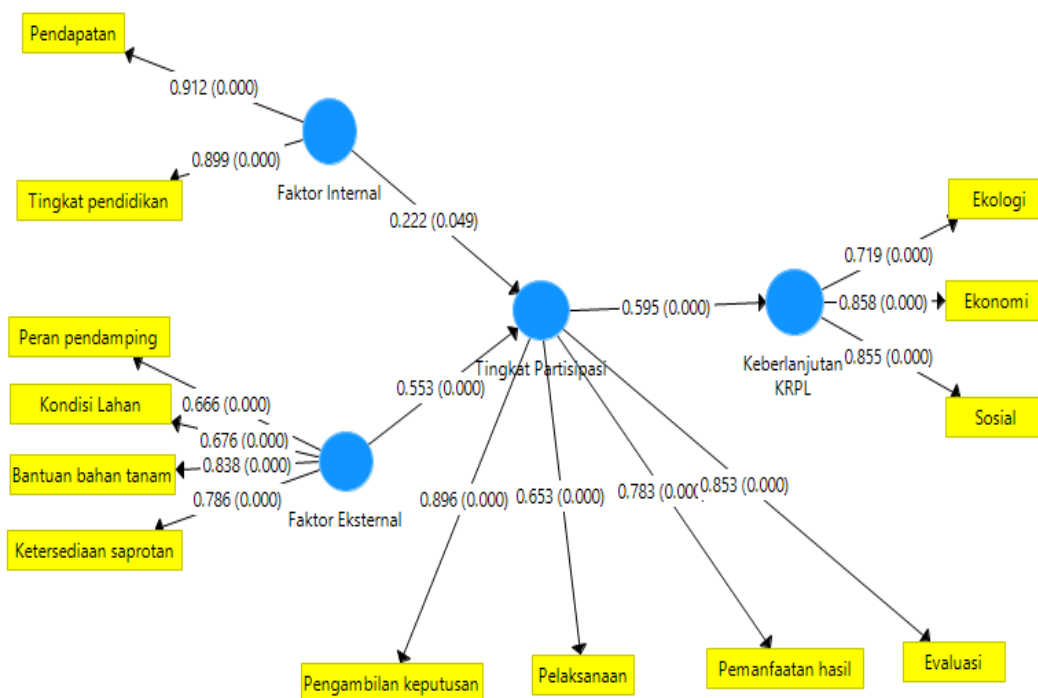 Pendapatan
0.912 (0.000)
0.899 (0.000)
Tingkat pendidikan
Faktor Internal
0.222 (0.049)
Ekologi
0.719 (0.000)
0.858 (0.000)
Ekonomi
0.855 (0.000)
Sosial
0.595 (0.000)
Keberlanjutan
KRPL
Tingkat Partisipasi
Peran pendamping
0.666 (0.000)
Kondisi Lahan
0.676 (0.000)
Bantuan bahan tanam
0.838 (0.000)
0.786 (0.000)
Ketersediaan saprotan
Faktor Eksternal
0.553 (0.000)
0.896 (0.000)
0.653 (0.000)
0.783 (0.00
0.853 (0.000)
Pengambilan keputusan
Pelaksanaan
Pemanfaatan hasil
Evaluasi